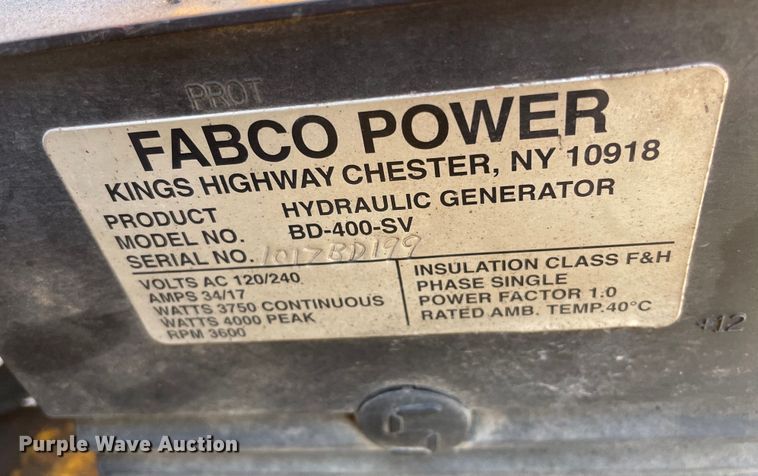 PROT
FABCO POWER
KINGS HIGHWAY CHESTER, NY 10918
PRODUCT HYDRAULIC GENERATOR
MODEL NO. BD-400-SV
SERIAL NO. 1017BD199
VOLTS AC 120/240
AMPS 34/17
WATTS 3750 CONTINUOUS
WATTS 4000 PEAK
RPM 3600
INSULATION CLASS F&H
PHASE SINGLE
POWER FACTOR 1.0
RATED AMB. TEMP.40°C
Purple Wave Auction